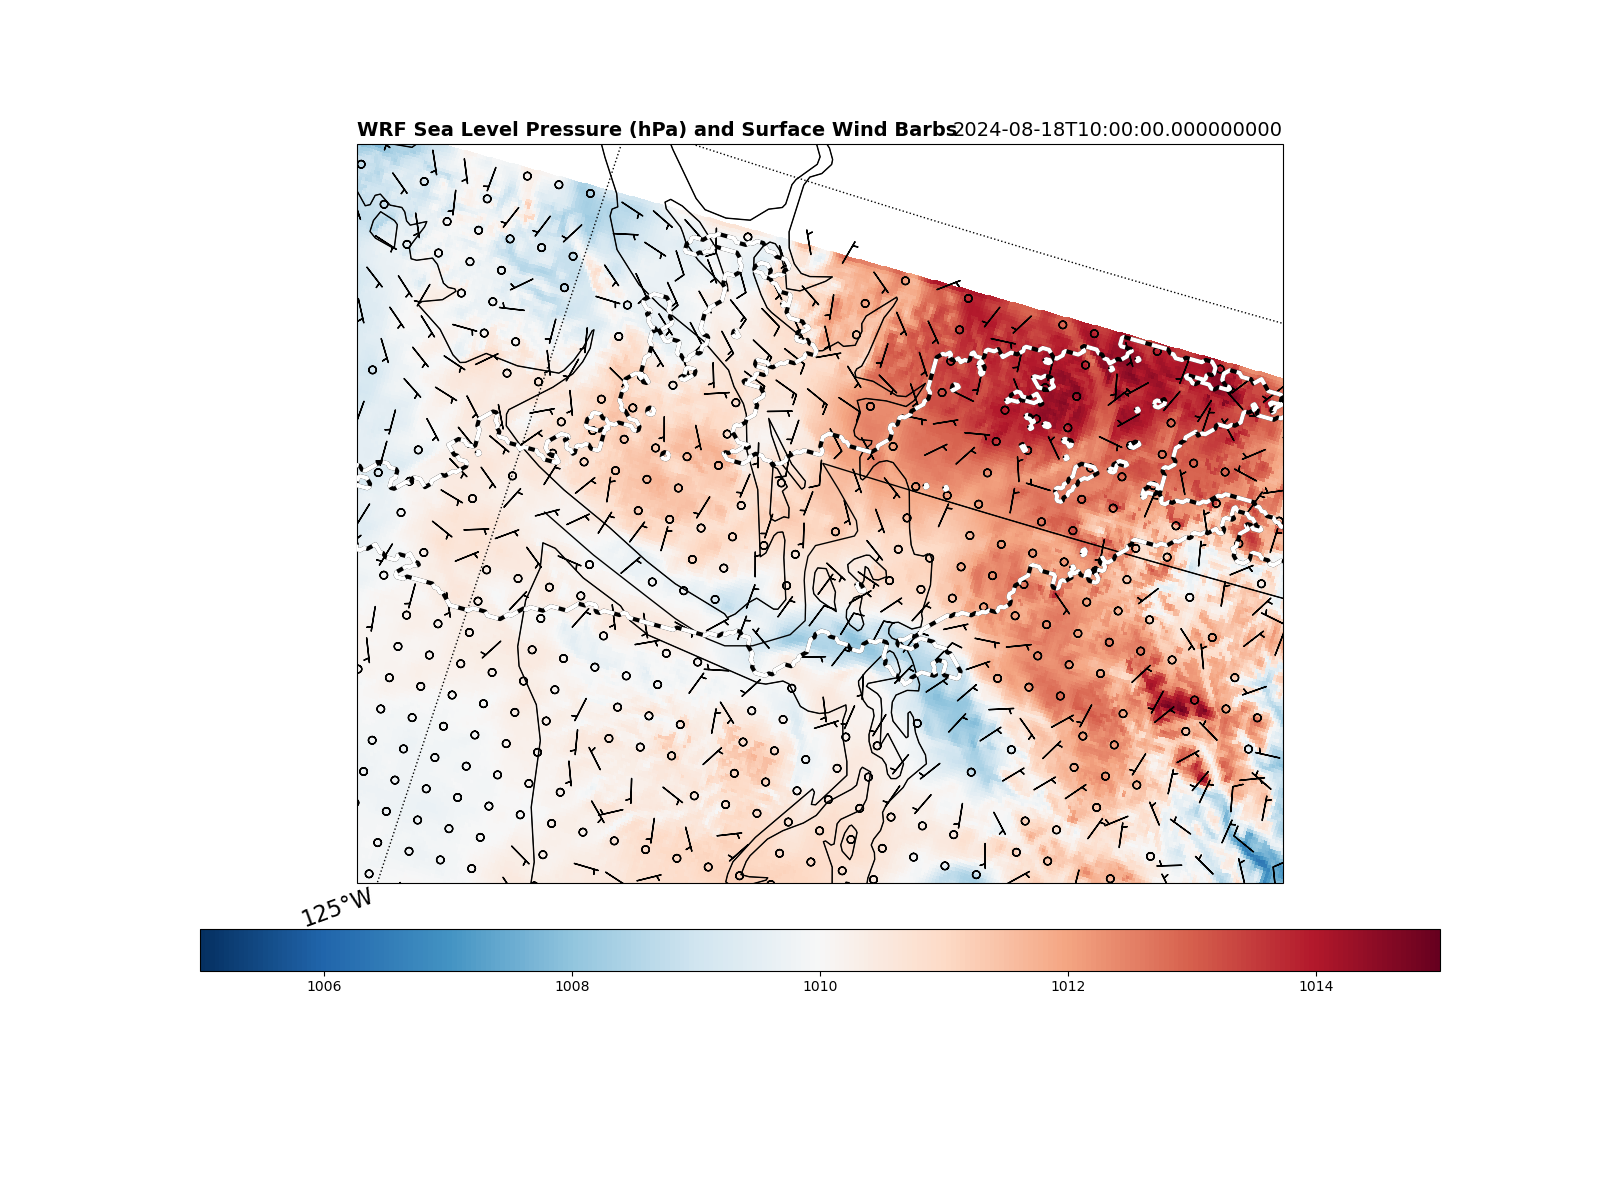 WRF Sea Level Pressure (hPa) and Surface Wind Barbs 2024-08-18T10:00:00.000000000
125°W
1006 1008 1010 1012 1014